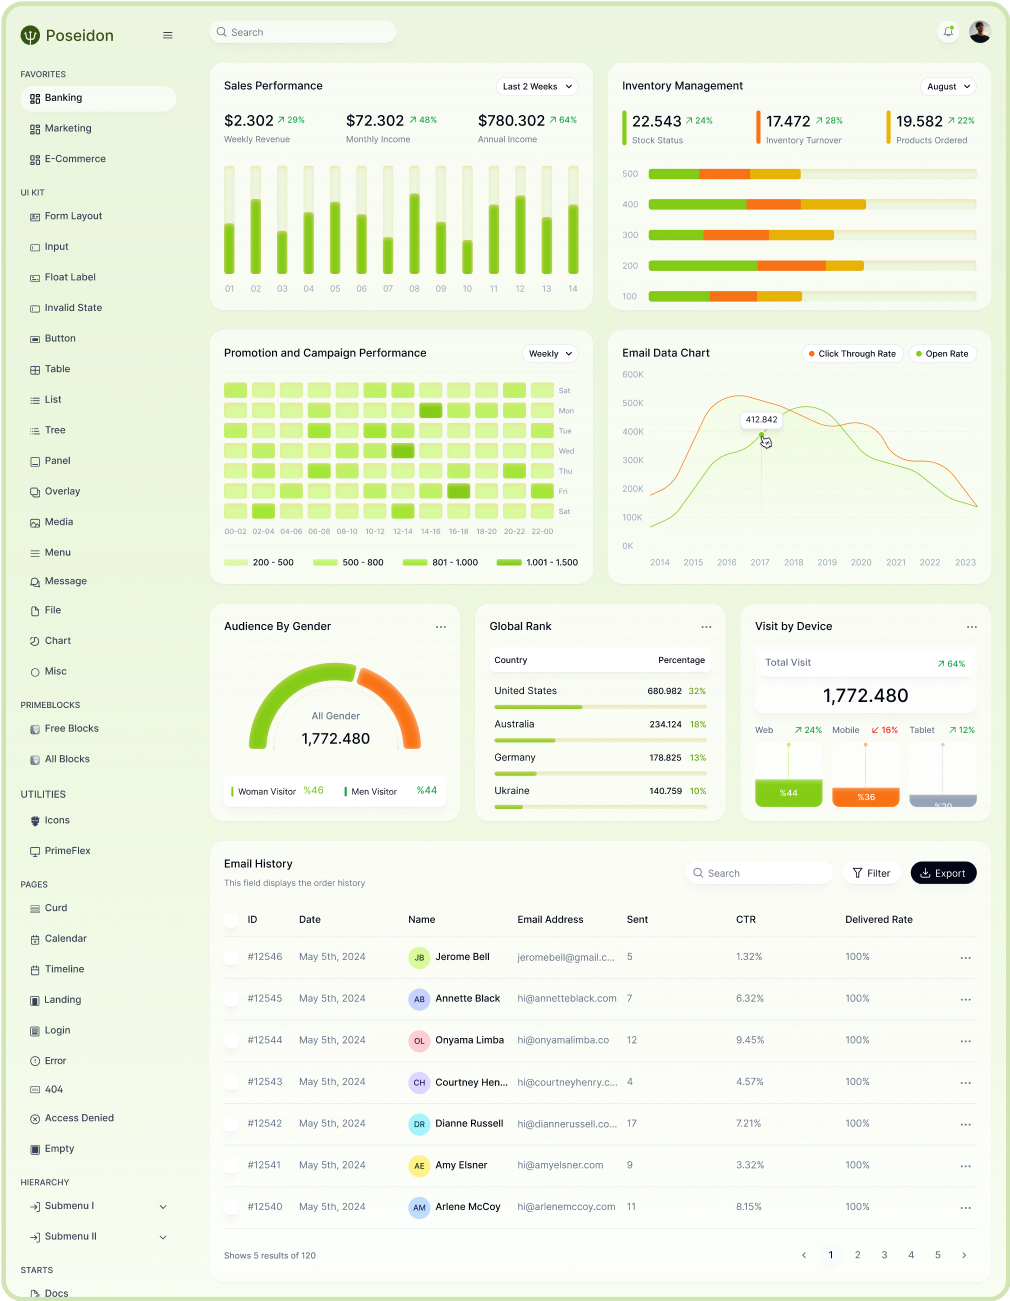 Poseidon
Search
FAVORITES
Banking
Marketing
E-Commerce
UI KIT
Form Layout
Input
Float Label
Invalid State
Button
Table
List
Tree
Panel
Overlay
Media
Menu
Message
File
Chart
Misc
PRIMEBLOCKS
Free Blocks
All Blocks
UTILITIES
Icons
PrimeFlex
PAGES
Curd
Calendar
Timeline
Landing
Login
Error
404
Access Denied
Empty
HIERARCHY
Submenu I
Submenu II
STARTS
Docs
Sales Performance
Last 2 Weeks
$2.302 29% $72.302 48% $780.302 64%
Weekly Revenue Monthly Income Annual Income
01 02 03 04 05 06 07 08 09 10 11 12 13 14
Inventory Management
August
22.543 24% 17.472 28% 19.582 22%
Stock Status Inventory Turnover Products Ordered
500
400
300
200
100
Promotion and Campaign Performance
Weekly
Sat
Mon
Tue
Wed
Thu
Fri
Sat
00-02 02-04 04-06 06-08 08-10 10-12 12-14 14-16 16-18 18-20 20-22 22-00
200 - 500 500 - 800 801 - 1.000 1.001 - 1.500
Email Data Chart
Click Through Rate Open Rate
600K
500K
412.842
400K
300K
200K
100K
0K
2014 2015 2016 2017 2018 2019 2020 2021 2022 2023
Audience By Gender
All Gender
1,772.480
Woman Visitor %46 Men Visitor %44
Global Rank
Country Percentage
United States 680.982 32%
Australia 234.124 18%
Germany 178.825 13%
Ukraine 140.759 10%
Visit by Device
Total Visit 64%
1,772.480
Web 24% Mobile 16% Tablet 12%
%44 %36 %20
Email History
This field displays the order history
Search Filter Export
ID Date Name Email Address Sent CTR Delivered Rate
#12546 May 5th, 2024 JB Jerome Bell jeromebell@gmail.c... 5 1.32% 100%
#12545 May 5th, 2024 AB Annette Black hi@annetteblack.com 7 6.32% 100%
#12544 May 5th, 2024 OL Onyama Limba hi@onyamalimba.co 12 9.45% 100%
#12543 May 5th, 2024 CH Courtney Hen... hi@courtneyhenry.c... 4 4.57% 100%
#12542 May 5th, 2024 DR Dianne Russell hi@diannerussell.co... 17 7.21% 100%
#12541 May 5th, 2024 AE Amy Elsner hi@amyelsner.com 9 3.32% 100%
#12540 May 5th, 2024 AM Arlene McCoy hi@arlenemccoy.com 11 8.15% 100%
Shows 5 results of 120
1 2 3 4 5